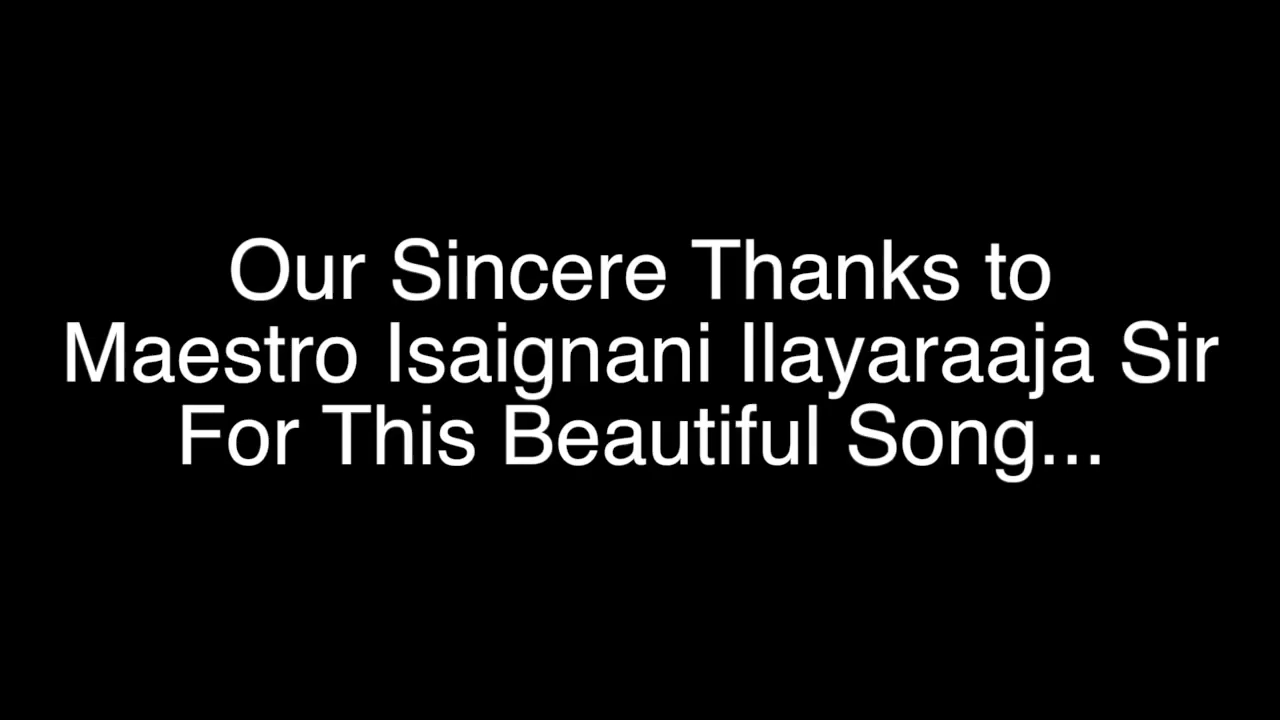 Our Sincere Thanks to
Maestro Isaignani Ilayaraaja Sir
For This Beautiful Song...